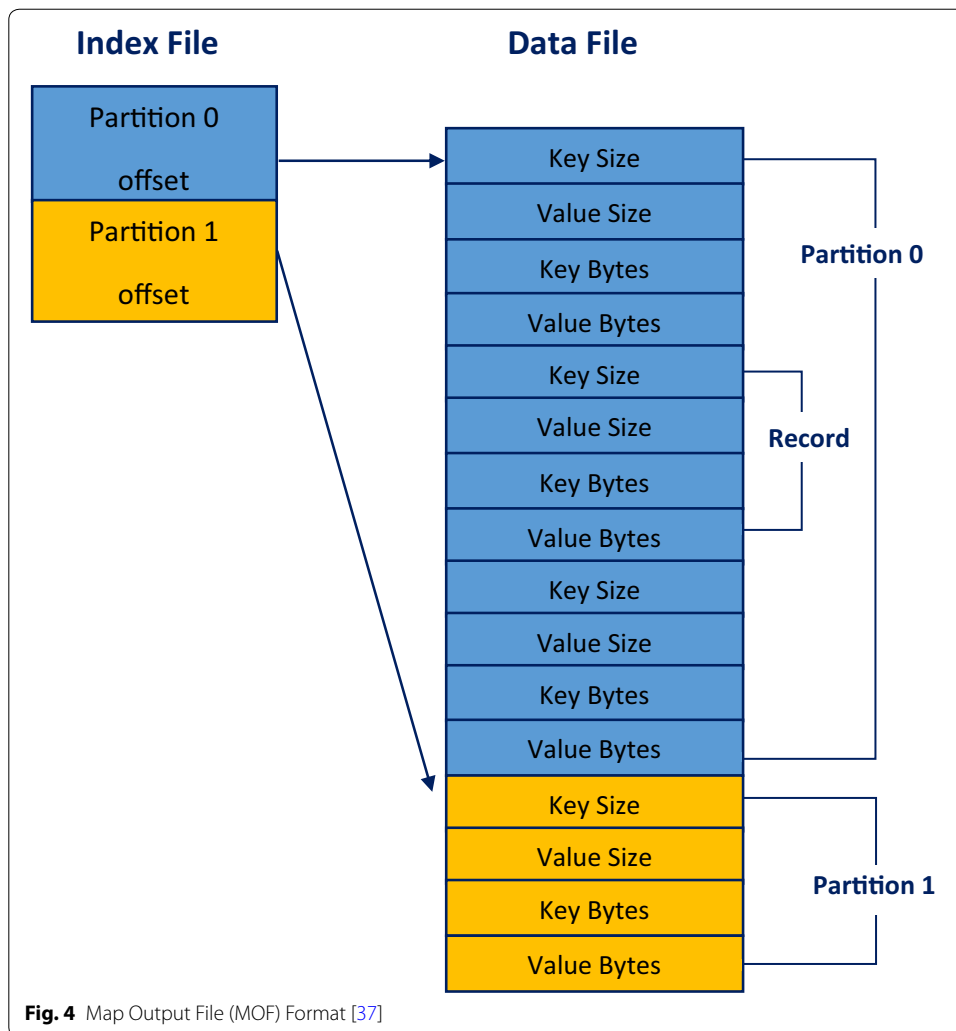 Index File
Data File
Partition 0
offset
Partition 1
offset
Key Size
Value Size
Key Bytes
Value Bytes
Key Size
Value Size
Key Bytes
Value Bytes
Key Size
Value Size
Key Bytes
Value Bytes
Key Size
Value Size
Key Bytes
Value Bytes
Partition 0
Record
Partition 1
Fig. 4 Map Output File (MOF) Format [37]